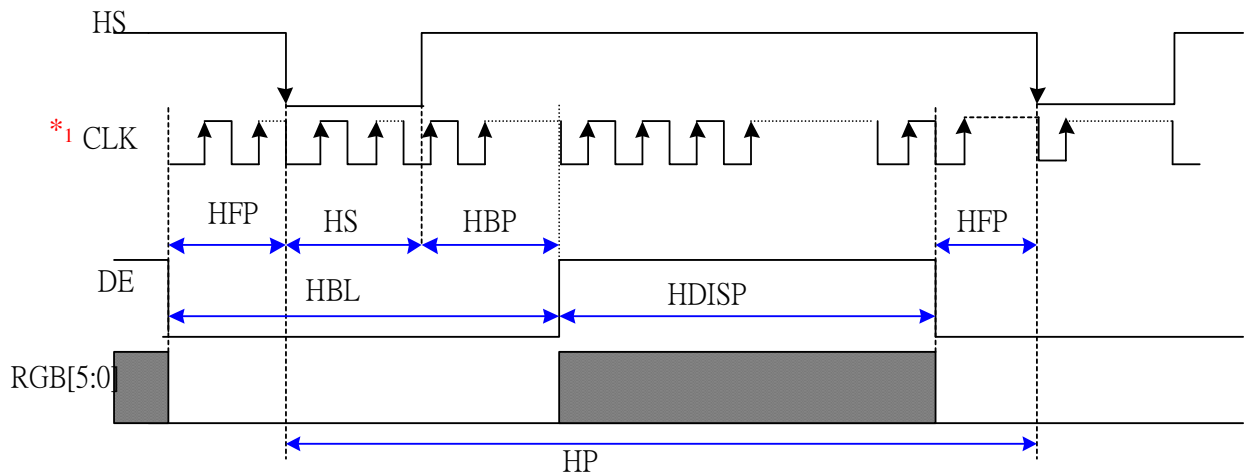 HS
*1 CLK
HFP
HS
HBP
HFP
DE
HBL
HDISP
RGB[5:0]
HP